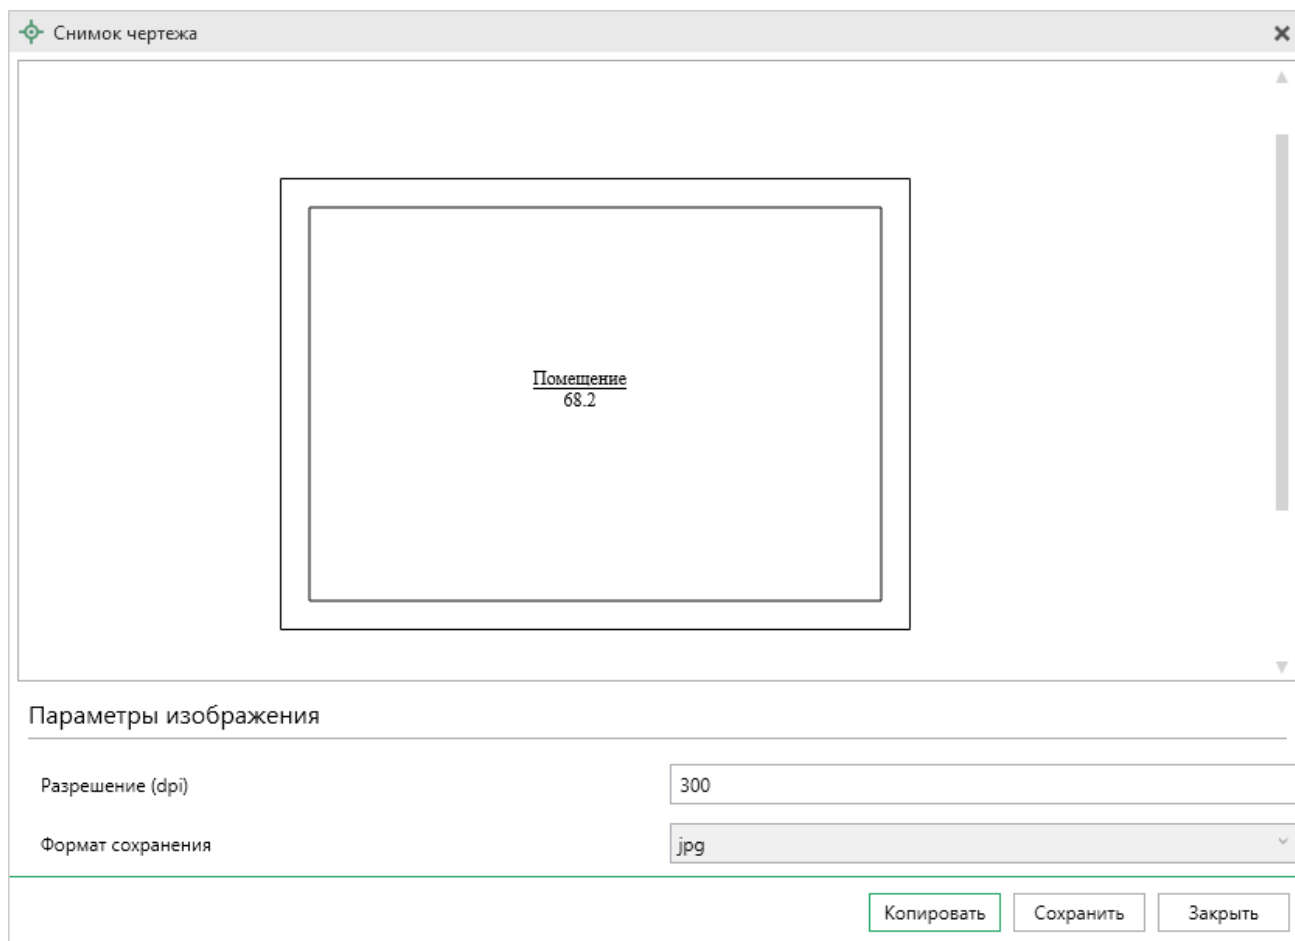 Снимок чертежа
Помещение
68.2
Параметры изображения
Разрешение (dpi)
300
Формат сохранения
jpg
Копировать
Сохранить
Закрыть